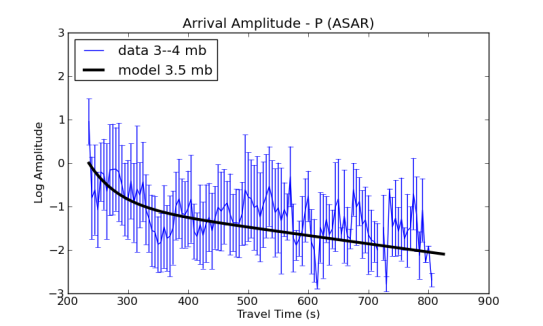 Arrival Amplitude - P (ASAR)
data 3--4 mb
model 3.5 mb
Log Amplitude
3
2
1
0
−1
−2
−3
200 300 400 500 600 700 800 900
Travel Time (s)